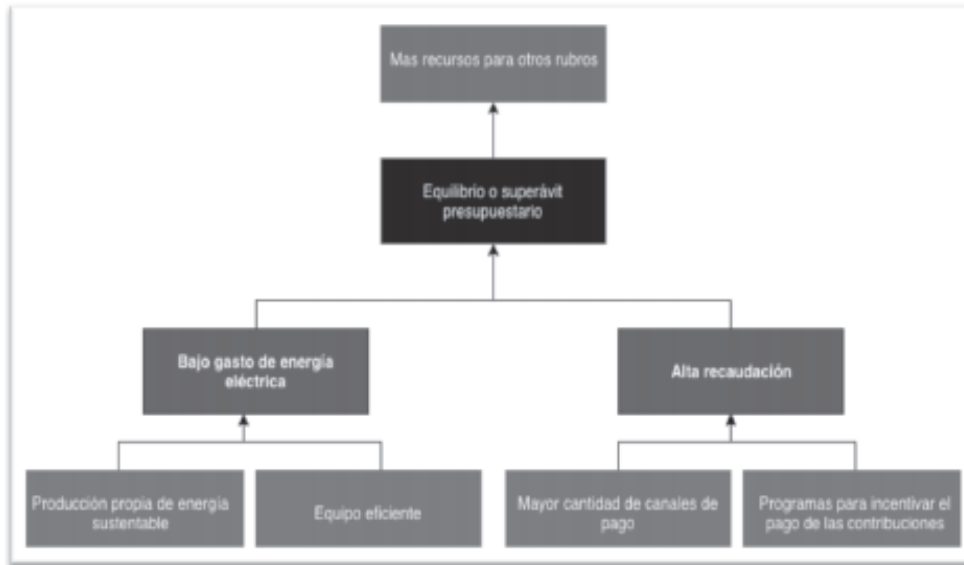 Mas recursos para otros rubros
Equilibrio o superávit
presupuestario
Bajo gasto de energía
eléctrica
Alta recaudación
Producción propia de energía
sustentable
Equipo eficiente
Mayor cantidad de canales de
pago
Programas para incentivar el
pago de las contribuciones